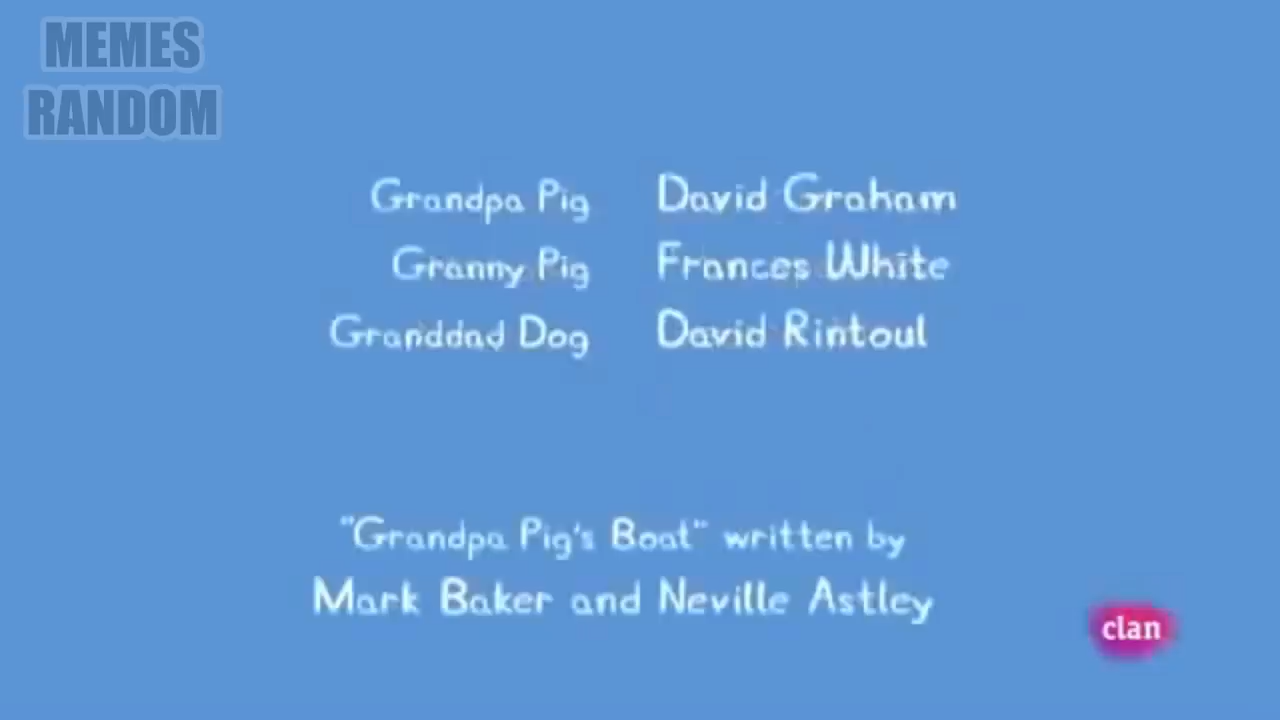 MEMES
RANDOM
Grandpa Pig David Graham
Granny Pig Frances White
Granddad Dog David Rintoul
"Grandpa Pig's Boat" written by
Mark Baker and Neville Astley
clan